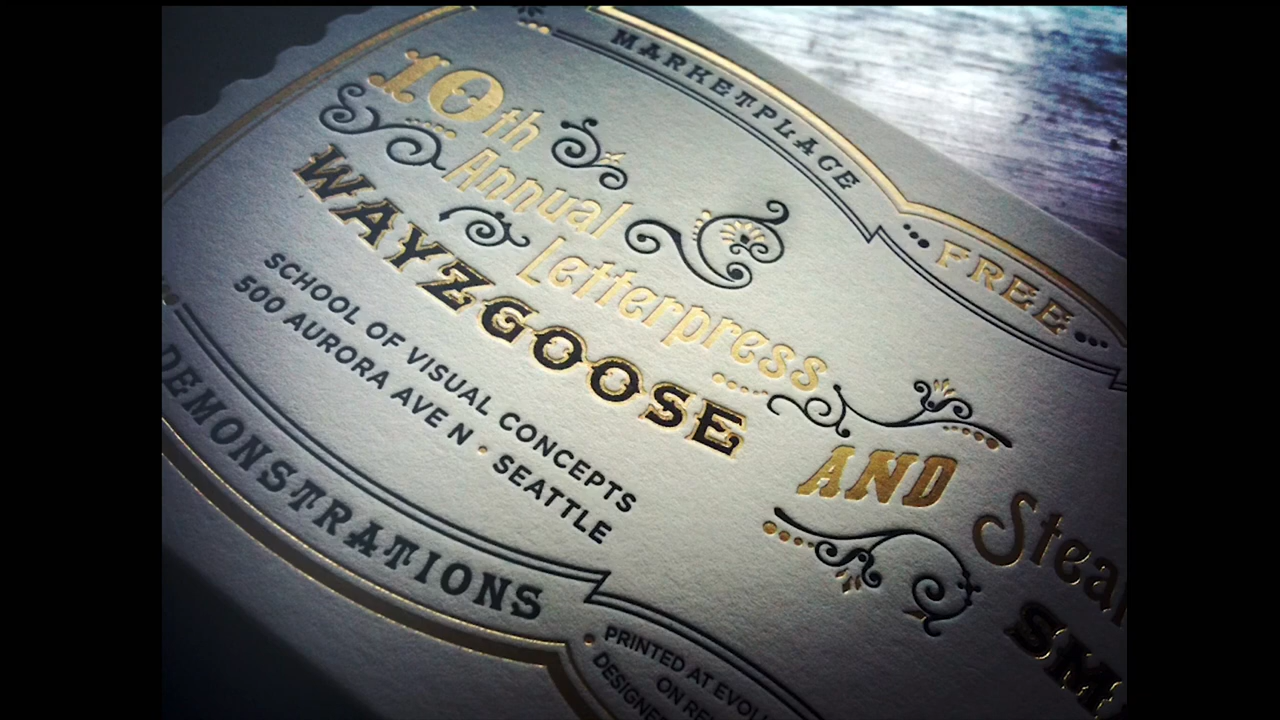 MARKETPLACE
FREE
10th
Annual
Letterpress
WAYZGOOSE
SCHOOL OF VISUAL CONCEPTS
500 AURORA AVE N • SEATTLE
AND
DEMONSTRATIONS
PRINTED AT
ON